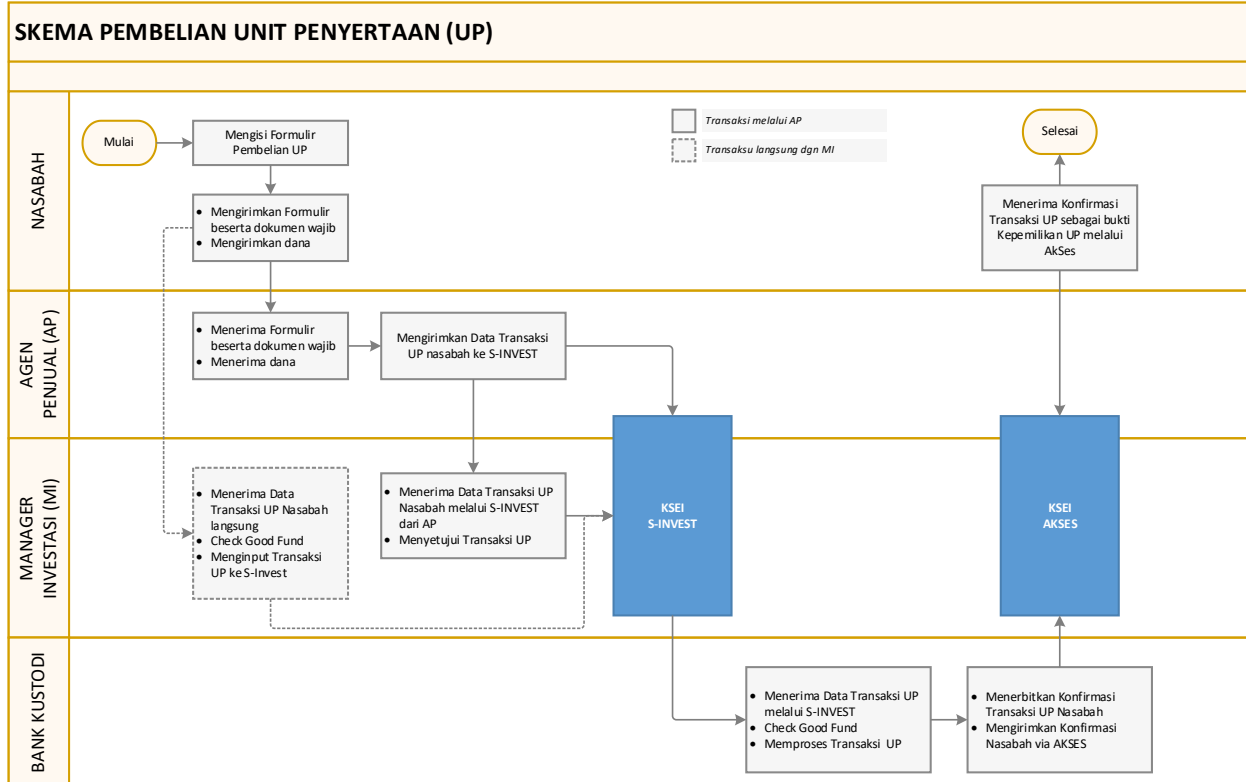 SKEMA PEMBELIAN UNIT PENYERTAAN (UP)
NASABAH
Mulai
Mengisi Formulir
Pembelian UP
• Mengirimkan Formulir
beserta dokumen wajib
• Mengirimkan dana
Transaksi melalui AP
Transaksu langsung dgn MI
Selesai
Menerima Konfirmasi
Transaksi UP sebagai bukti
Kepemilikan UP melalui
AkSes
AGEN
PENJUAL (AP)
• Menerima Formulir
beserta dokumen wajib
• Menerima dana
Mengirimkan Data Transaksi
UP nasabah ke S-INVEST
MANAGER
INVESTASI (MI)
• Menerima Data
Transaksi UP Nasabah
langsung
• Check Good Fund
• Menginput Transaksi
UP ke S-Invest
• Menerima Data Transaksi UP
Nasabah melalui S-INVEST
dari AP
• Menyetujui Transaksi UP
KSEI
S-INVEST
KSEI
AKSES
BANK KUSTODI
• Menerima Data Transaksi UP
melalui S-INVEST
• Check Good Fund
• Memproses Transaksi UP
• Menerbitkan Konfirmasi
Transaksi UP Nasabah
• Mengirimkan Konfirmasi
Nasabah via AKSES